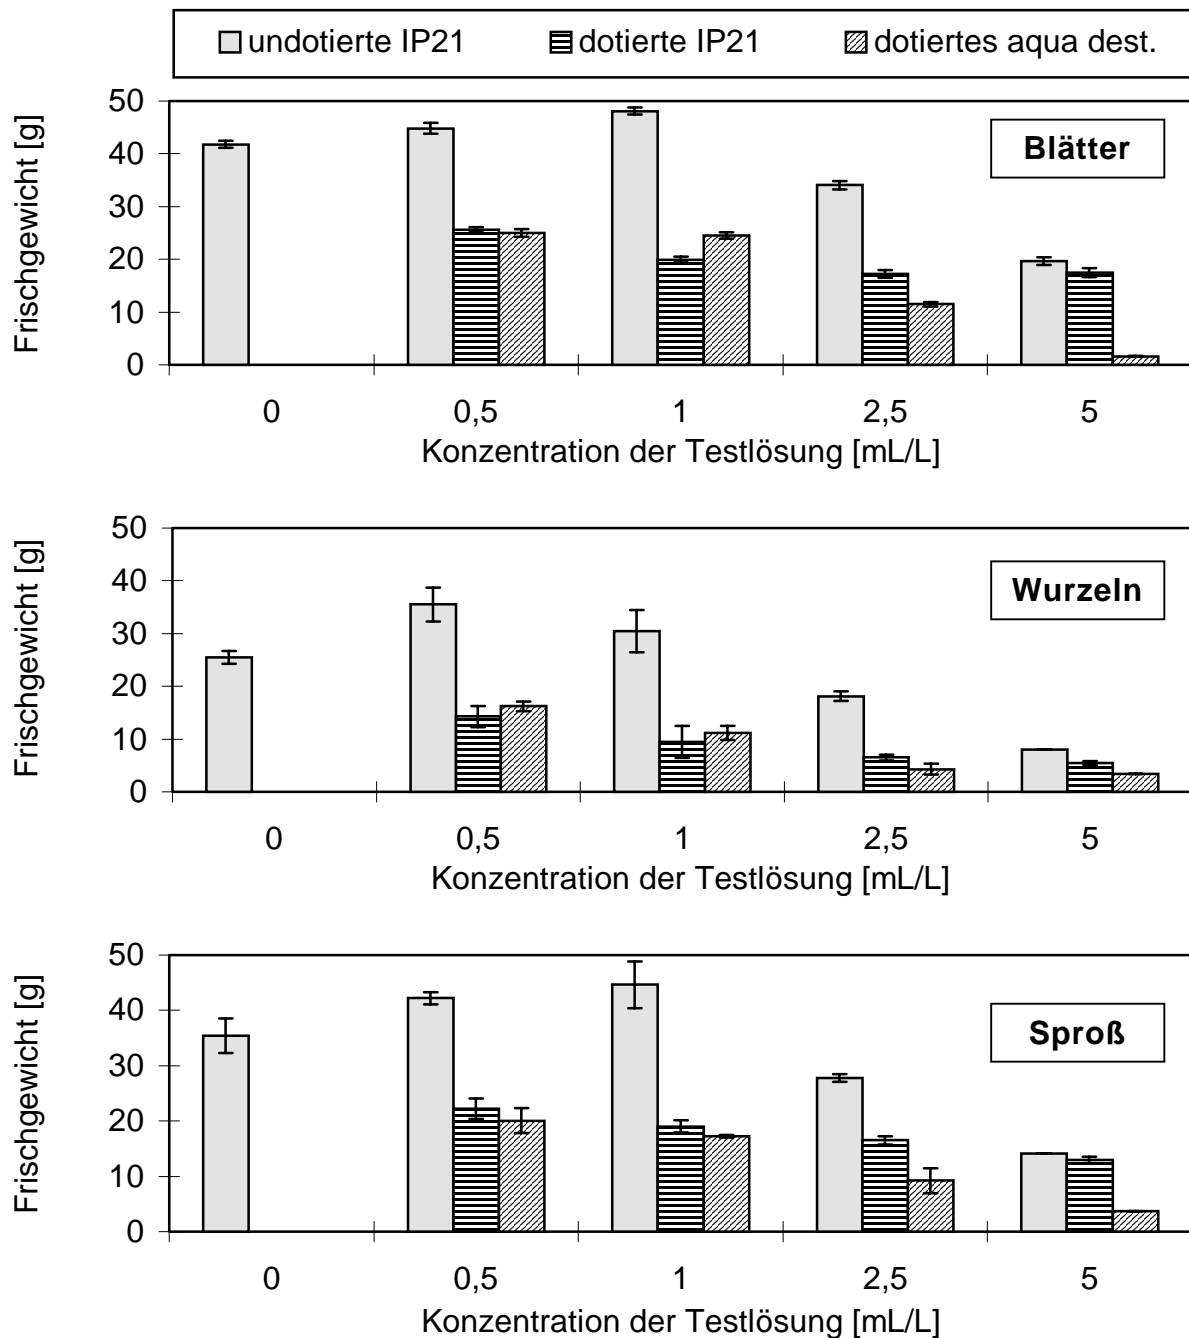 undotierte IP21 dotierte IP21 dotiertes aqua dest.
Frischgewicht [g]
50
40
30
20
10
0
Blätter
0 0,5 1 2,5 5
Konzentration der Testlösung [mL/L]
Frischgewicht [g]
50
40
30
20
10
0
Wurzeln
0 0,5 1 2,5 5
Konzentration der Testlösung [mL/L]
Frischgewicht [g]
50
40
30
20
10
0
Sproß
0 0,5 1 2,5 5
Konzentration der Testlösung [mL/L]